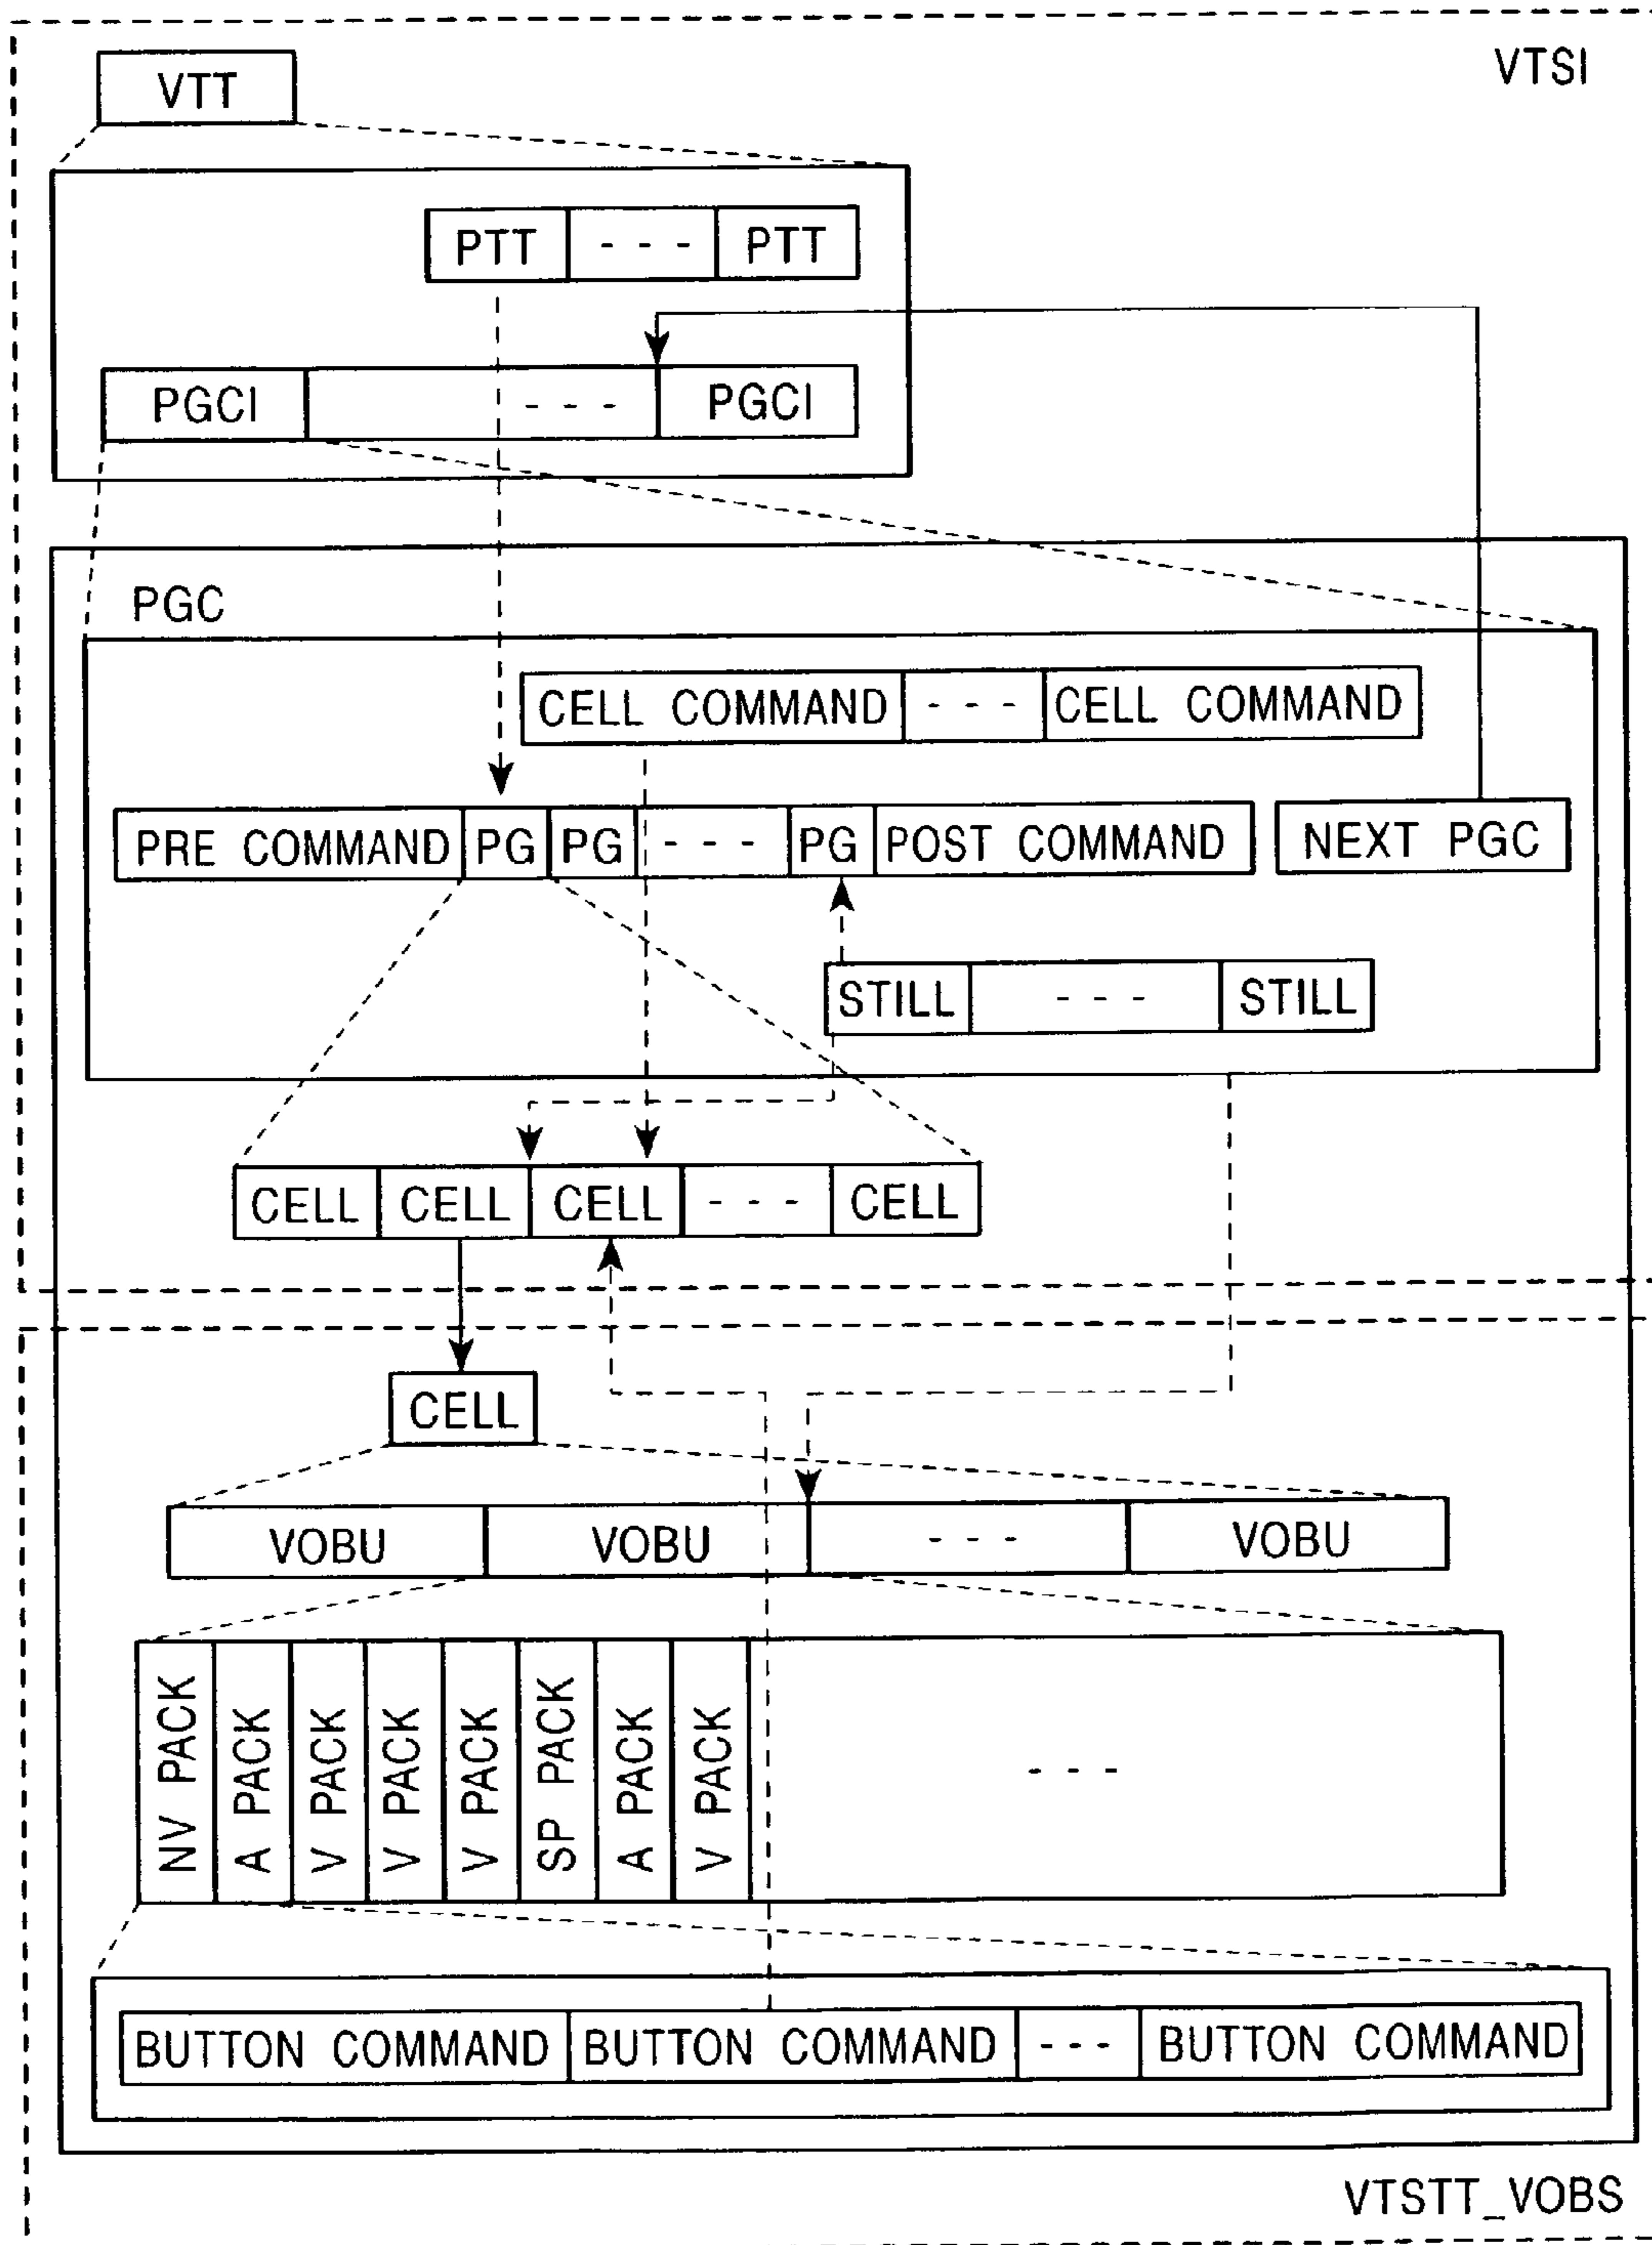 VTSI
VTT
PTT - - - PTT
PGCI - - - PGCI
PGC
CELL COMMAND - - - CELL COMMAND
PRE COMMAND PG PG - - - PG POST COMMAND NEXT PGC
STILL - - - STILL
CELL CELL CELL - - - CELL
CELL
VOBU VOBU - - - VOBU
NV PACK
A PACK
V PACK
V PACK
V PACK
SP PACK
A PACK
V PACK
- - -
BUTTON COMMAND BUTTON COMMAND - - - BUTTON COMMAND
VTSTT_VOBS